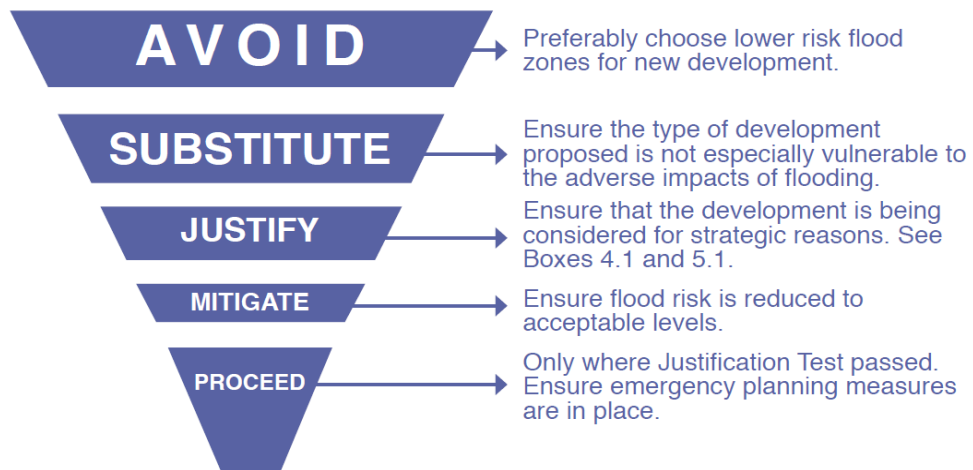 AVOID
Preferably choose lower risk flood
zones for new development.
SUBSTITUTE
Ensure the type of development
proposed is not especially vulnerable to
the adverse impacts of flooding.
JUSTIFY
Ensure that the development is being
considered for strategic reasons. See
Boxes 4.1 and 5.1.
MITIGATE
Ensure flood risk is reduced to
acceptable levels.
PROCEED
Only where Justification Test passed.
Ensure emergency planning measures
are in place.